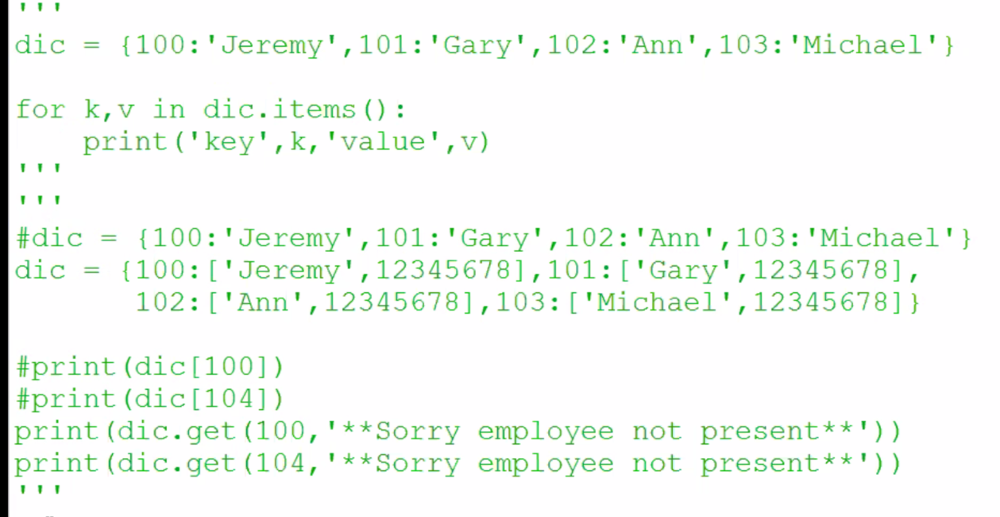 '''
dic = {100:'Jeremy',101:'Gary',102:'Ann',103:'Michael'}
for k,v in dic.items():
    print('key',k,'value',v)
'''
'''
#dic = {100:'Jeremy',101:'Gary',102:'Ann',103:'Michael'}
dic = {100:['Jeremy',12345678],101:['Gary',12345678],
       102:['Ann',12345678],103:['Michael',12345678]}
#print(dic[100])
#print(dic[104])
print(dic.get(100,'**Sorry employee not present**'))
print(dic.get(104,'**Sorry employee not present**'))
'''